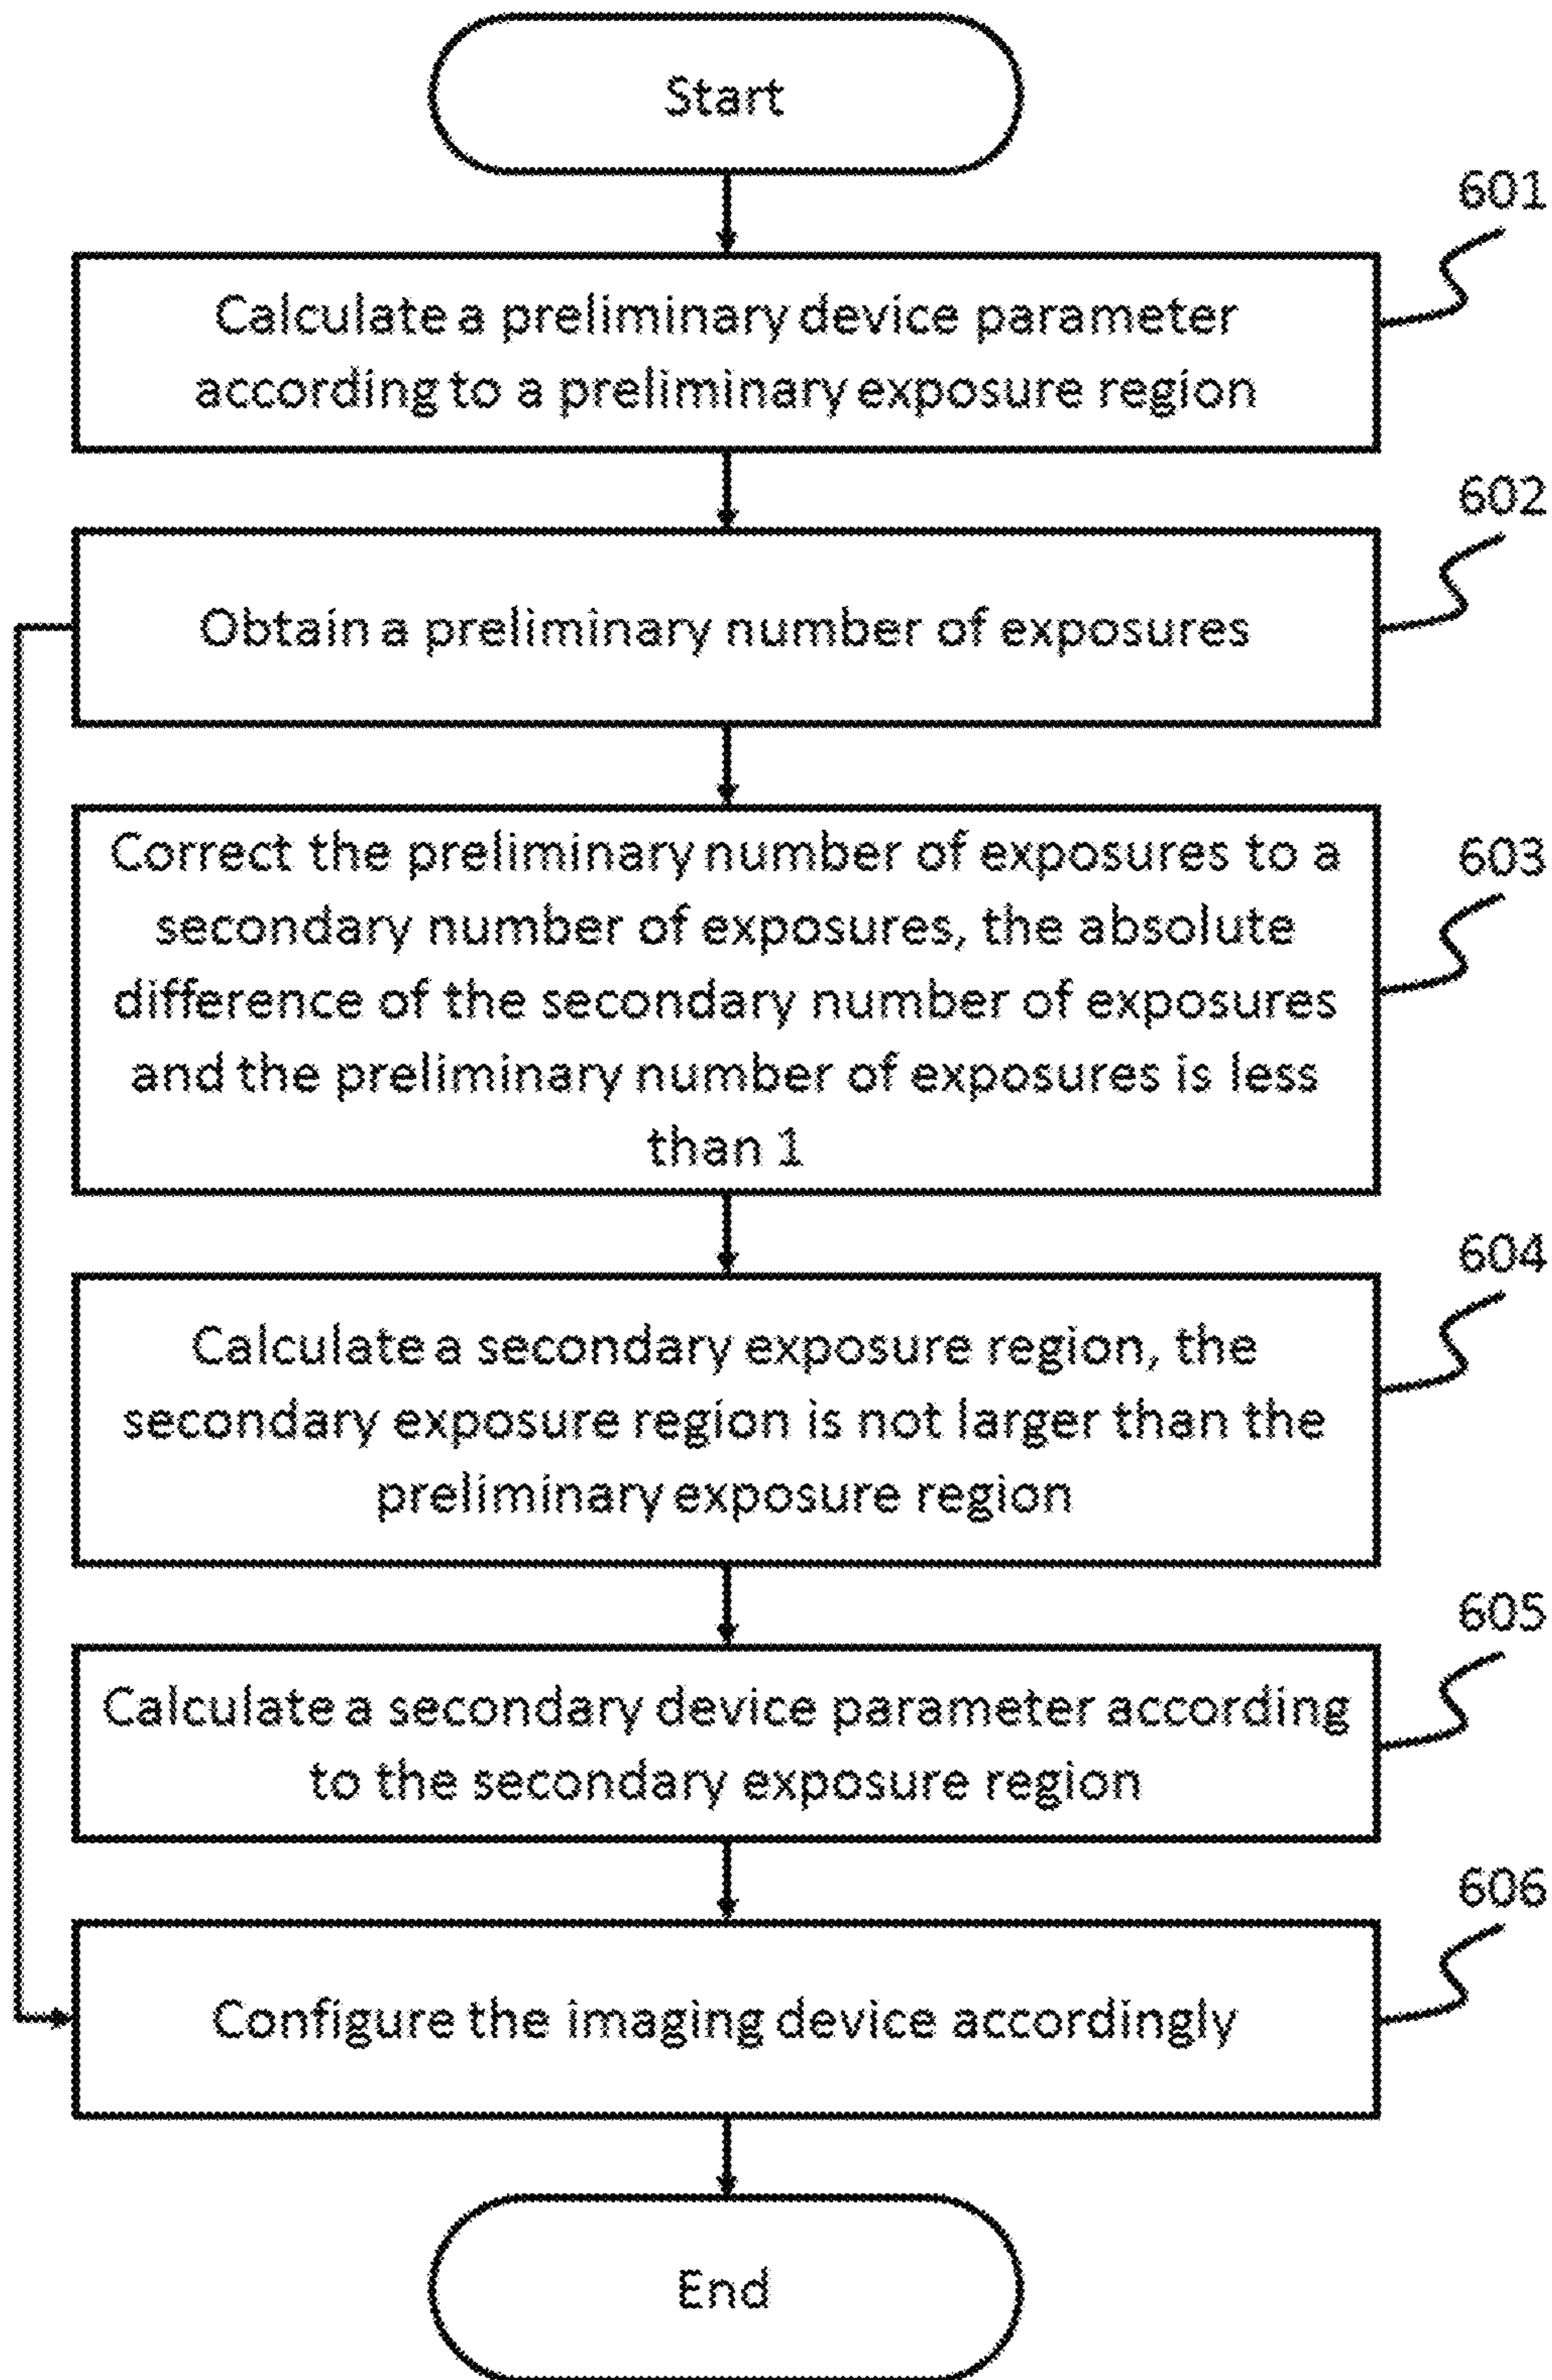 Start
601
Calculate a preliminary device parameter
according to a preliminary exposure region
602
Obtain a preliminary number of exposures
603
Correct the preliminary number of exposures to a
secondary number of exposures, the absolute
difference of the secondary number of exposures
and the preliminary number of exposures is less
than 1
604
Calculate a secondary exposure region, the
secondary exposure region is not larger than the
preliminary exposure region
605
Calculate a secondary device parameter according
to the secondary exposure region
606
Configure the imaging device accordingly
End